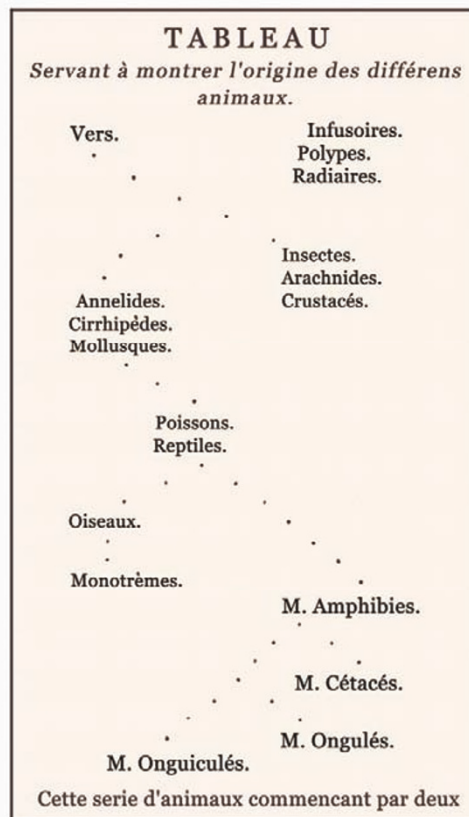 TABLEAU
Servant à montrer l'origine des différens
animaux.
Vers.
Infusoires.
Polypes.
Radiaires.
Insectes.
Arachnides.
Crustacés.
Annelides.
Cirrhipèdes.
Mollusques.
Poissons.
Reptiles.
Oiseaux.
Monotrèmes.
M. Amphibies.
M. Cétacés.
M. Ongulés.
M. Onguiculés.
Cette serie d'animaux commencant par deux